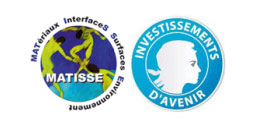 MATériaux InterfaceS Surfaces Environnement
MATISSE
INVESTISSEMENTS
D'AVENIR